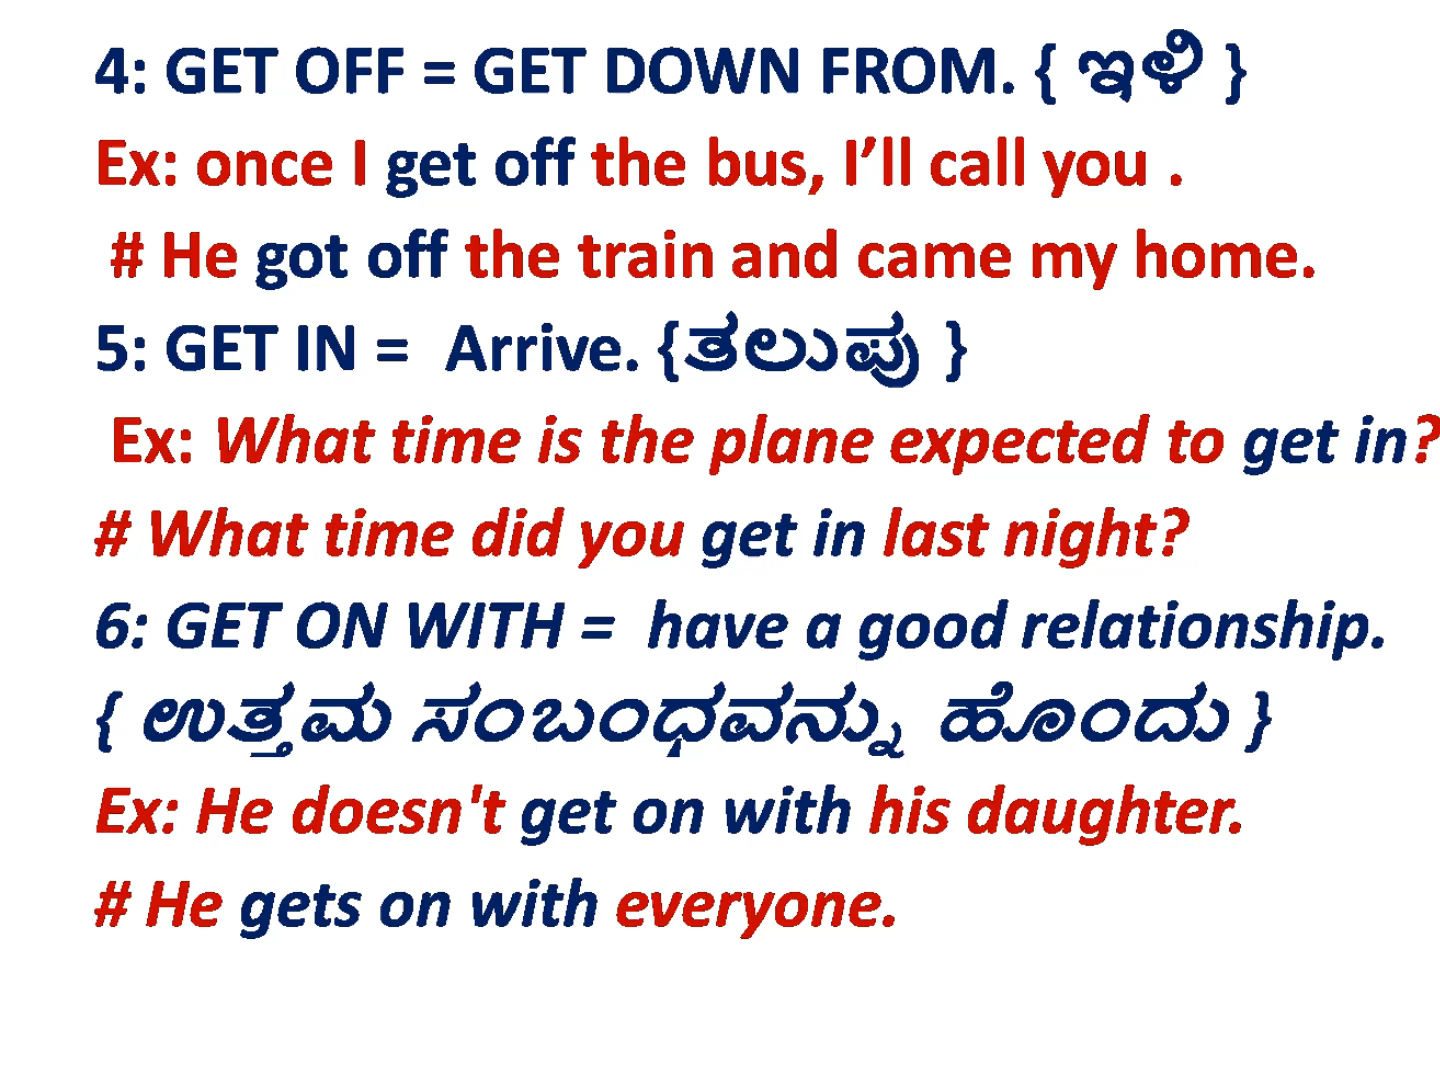 4: GET OFF = GET DOWN FROM. { ಇಳಿ }
Ex: once I get off the bus, I’ll call you .
# He got off the train and came my home.
5: GET IN = Arrive. {ತಲುಪು }
Ex: What time is the plane expected to get in?
# What time did you get in last night?
6: GET ON WITH = have a good relationship.
{ ಉತ್ತಮ ಸಂಬಂಧವನ್ನು ಹೊಂದು }
Ex: He doesn't get on with his daughter.
# He gets on with everyone.